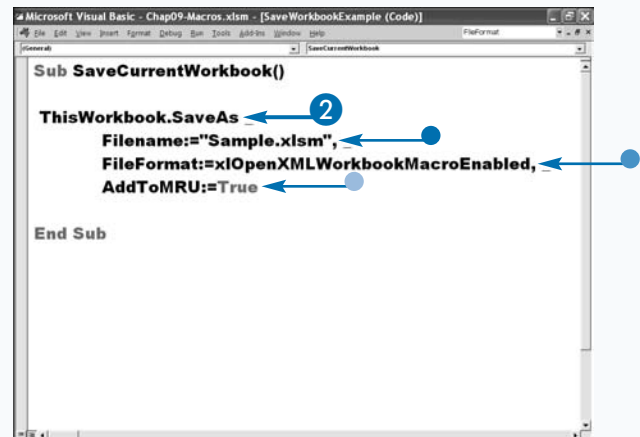 Microsoft Visual Basic - Chap09-Macros.xlsm - [SaveWorkbookExample (Code)]
File Edit View Insert Format Debug Run Tools Add-Ins Window Help FileFormat
(General) SaveCurrentWorkbook
Sub SaveCurrentWorkbook()
ThisWorkbook.SaveAs _ 2
Filename:="Sample.xlsm", _
FileFormat:=xlOpenXMLWorkbookMacroEnabled, _
AddToMRU:=True
End Sub